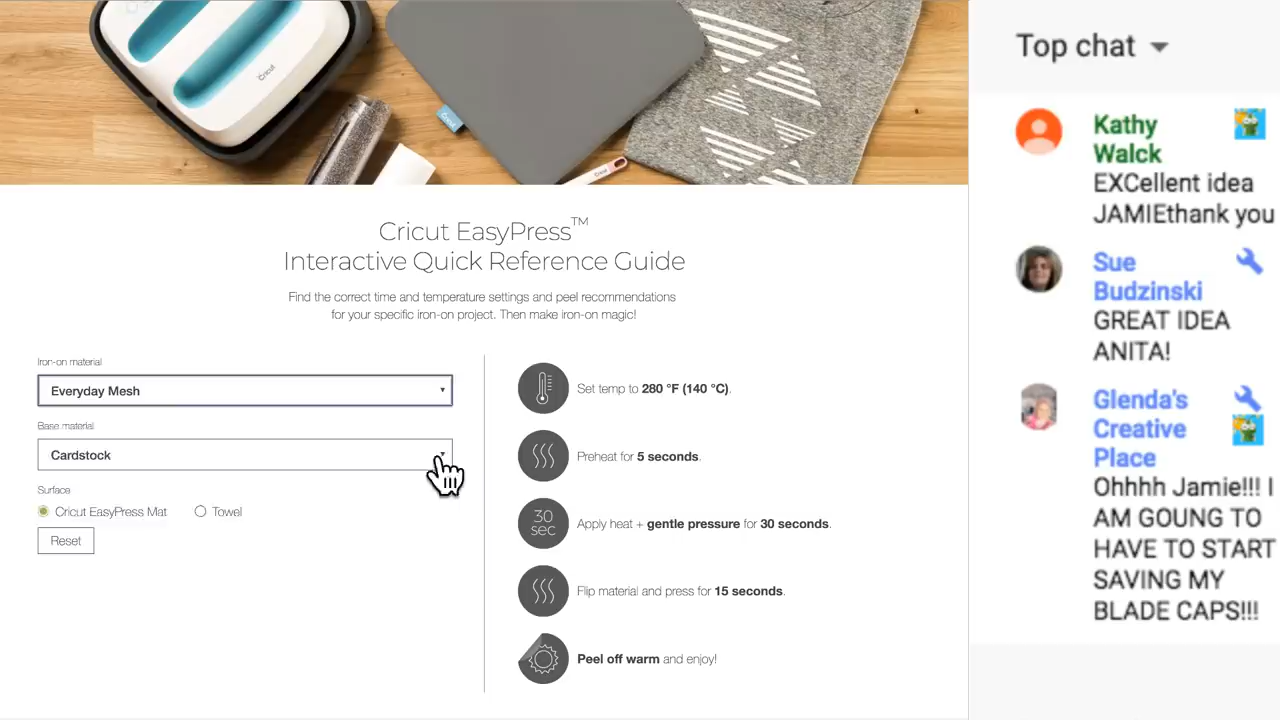 cricut
cricut
cricut
Cricut EasyPress™
Interactive Quick Reference Guide
Find the correct time and temperature settings and peel recommendations
for your specific iron-on project. Then make iron-on magic!
Iron-on material
Everyday Mesh
Base material
Cardstock
Surface
Cricut EasyPress Mat
Towel
Reset
Set temp to 280 °F (140 °C).
Preheat for 5 seconds.
30
sec
Apply heat + gentle pressure for 30 seconds.
Flip material and press for 15 seconds.
Peel off warm and enjoy!
Top chat
Kathy
Walck
EXCellent idea
JAMIEthank you
Sue
Budzinski
GREAT IDEA
ANITA!
Glenda's
Creative
Place
Ohhhh Jamie!!! I
AM GOUNG TO
HAVE TO START
SAVING MY
BLADE CAPS!!!